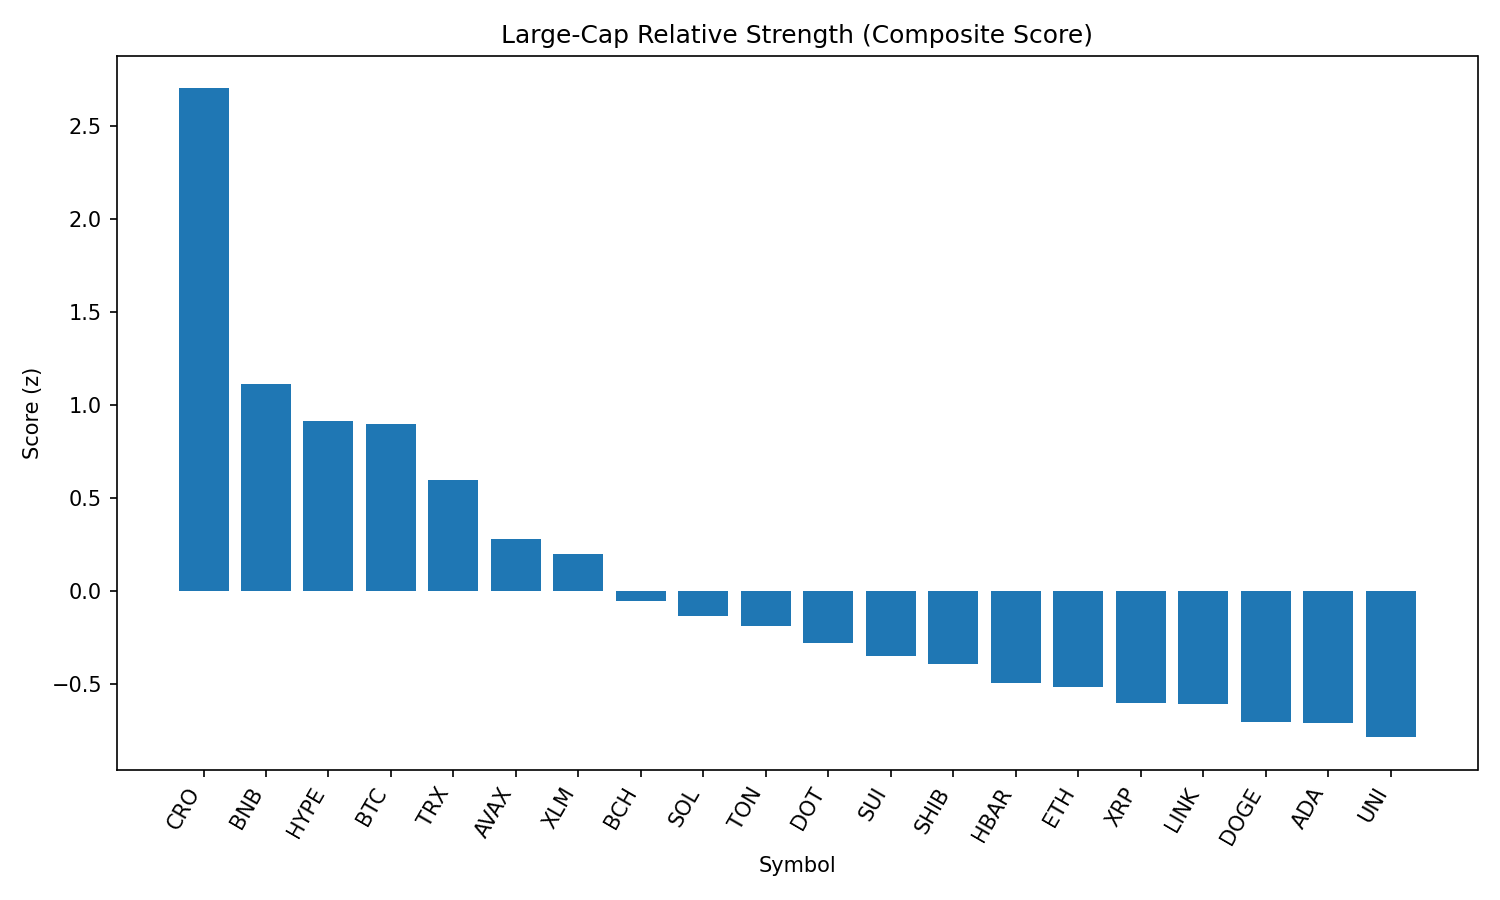 Large-Cap Relative Strength (Composite Score)
2.5
2.0
1.5
1.0
0.5
0.0
−0.5
Score (z)
CRO
BNB
HYPE
BTC
TRX
AVAX
XLM
BCH
SOL
TON
DOT
SUI
SHIB
HBAR
ETH
XRP
LINK
DOGE
ADA
UNI
Symbol